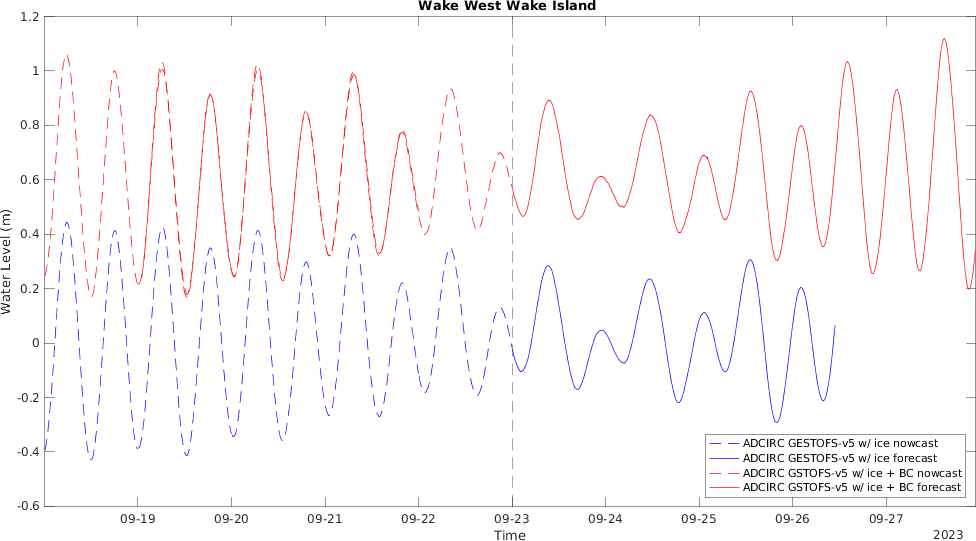 Wake West Wake Island
1.2
1
0.8
0.6
0.4
0.2
0
-0.2
-0.4
-0.6
Water Level (m)
ADCIRC GESTOFS-v5 w/ ice nowcast
ADCIRC GESTOFS-v5 w/ ice forecast
ADCIRC GSTOFS-v5 w/ ice + BC nowcast
ADCIRC GSTOFS-v5 w/ ice + BC forecast
09-19 09-20 09-21 09-22 09-23 09-24 09-25 09-26 09-27
Time
2023